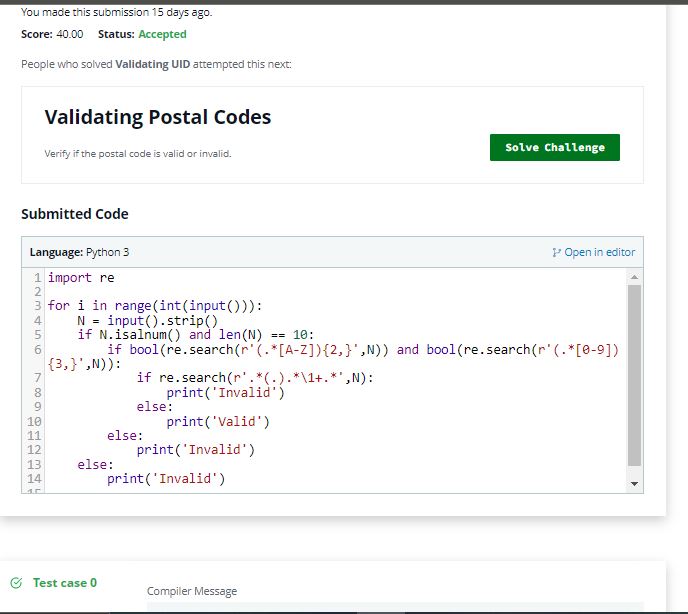 You made this submission 15 days ago.
Score: 40.00 Status: Accepted
People who solved Validating UID attempted this next:
Validating Postal Codes
Verify if the postal code is valid or invalid.
Solve Challenge
Submitted Code
Language: Python 3
Open in editor
1 import re
2
3 for i in range(int(input())):
4     N = input().strip()
5     if N.isalnum() and len(N) == 10:
6         if bool(re.search(r'(.*[A-Z]){2,}',N)) and bool(re.search(r'(.*[0-9])
{3,}',N)):
7             if re.search(r'.*(.).*\1+.*',N):
8                 print('Invalid')
9             else:
10                 print('Valid')
11         else:
12             print('Invalid')
13     else:
14         print('Invalid')
15
Test case 0
Compiler Message